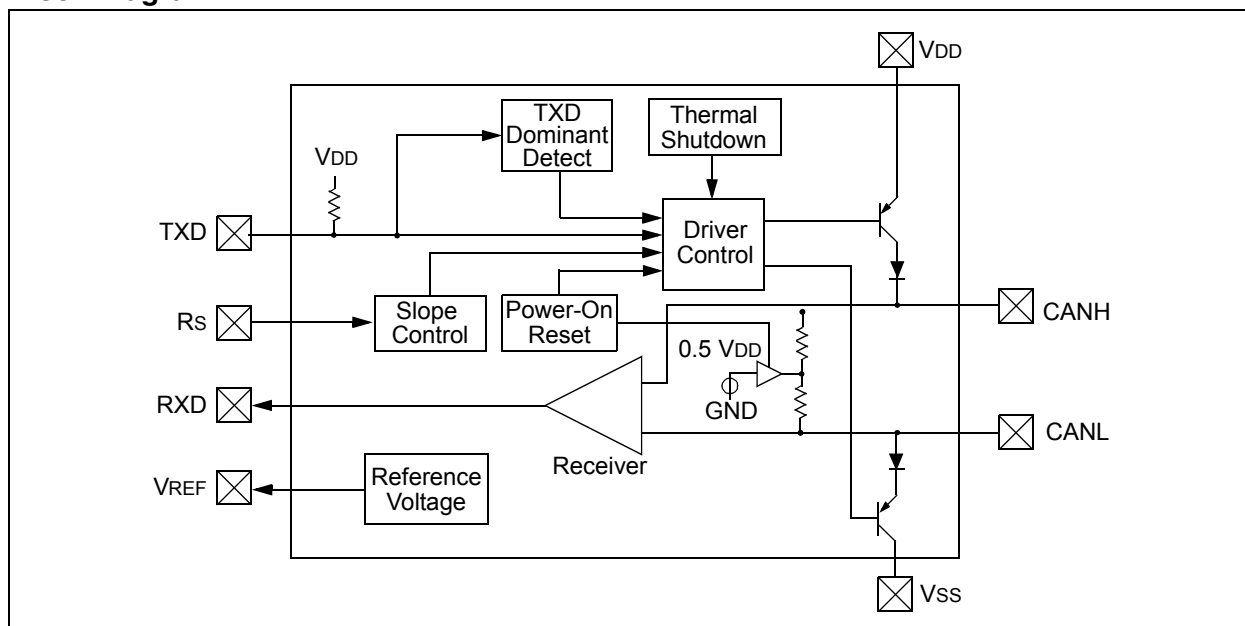 VDD
TXD
Dominant
Detect
Thermal
Shutdown
VDD
TXD
Driver
Control
RS
Slope
Control
Power-On
Reset
CANH
0.5 VDD
GND
RXD
CANL
Receiver
VREF
Reference
Voltage
VSS